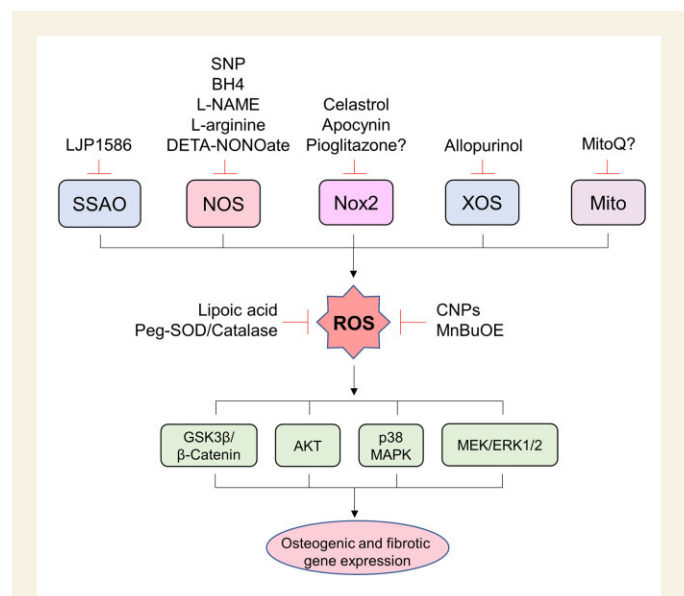 SNP
BH4
L-NAME
L-arginine
DETA-NONOate
Celastrol
Apocynin
Pioglitazone?
LJP1586
Allopurinol
MitoQ?
SSAO
NOS
Nox2
XOS
Mito
Lipoic acid
Peg-SOD/Catalase
ROS
CNPs
MnBuOE
GSK3β/
β-Catenin
AKT
p38
MAPK
MEK/ERK1/2
Osteogenic and fibrotic
gene expression